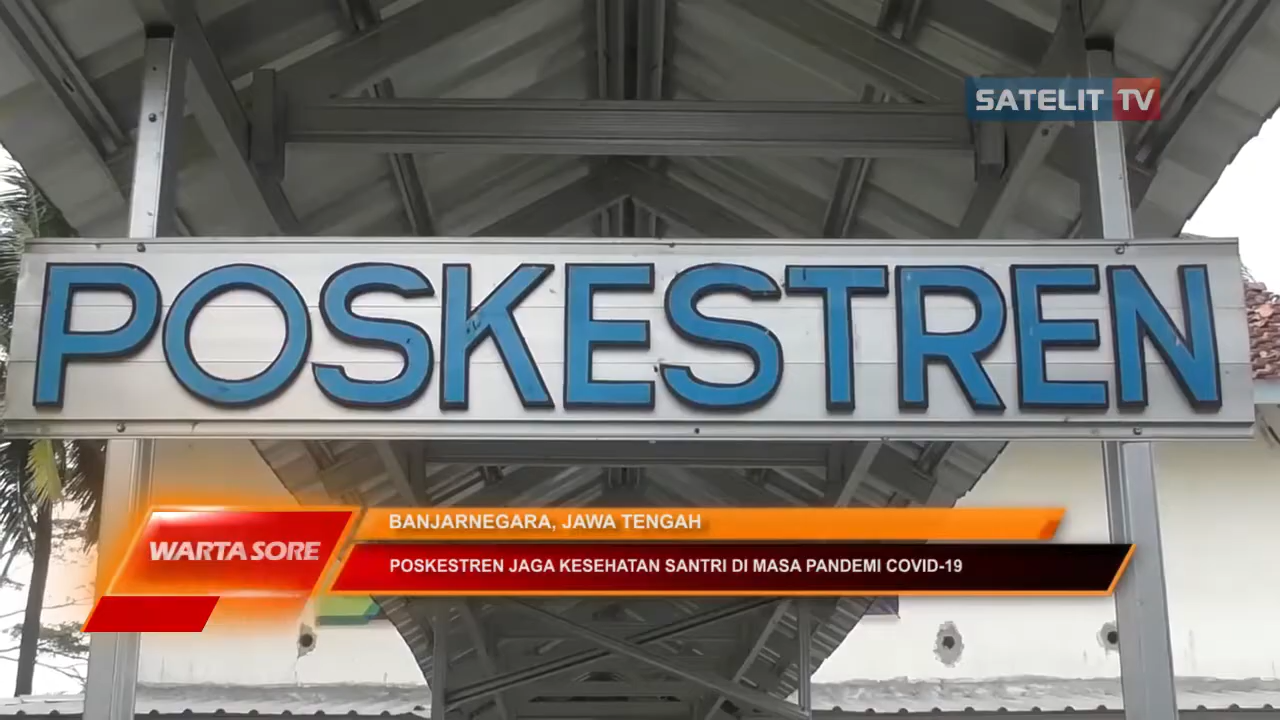 SATELIT TV
POSKESTREN
BANJARNEGARA, JAWA TENGAH
WARTA SORE
POSKESTREN JAGA KESEHATAN SANTRI DI MASA PANDEMI COVID-19